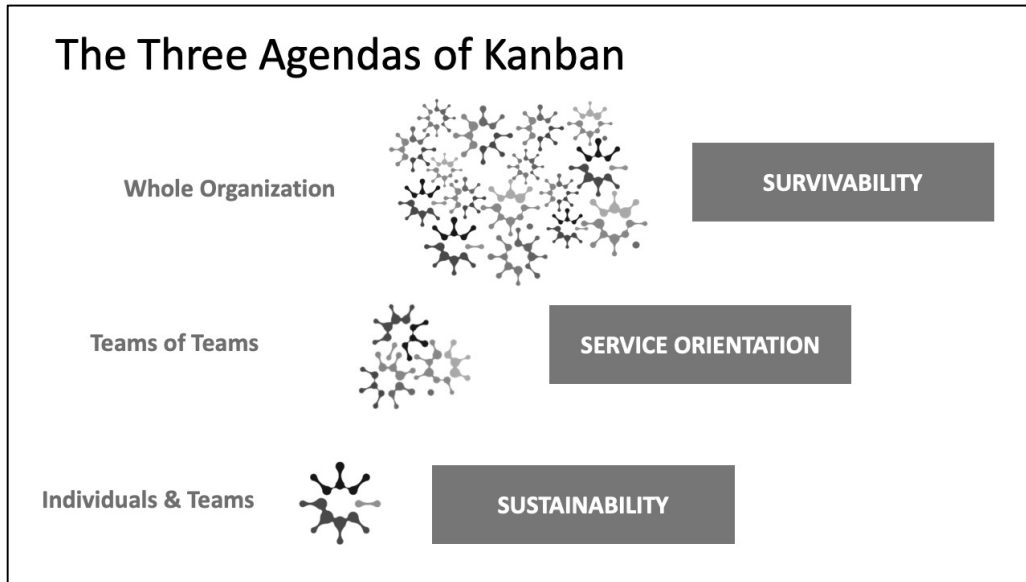 The Three Agendas of Kanban
Whole Organization
SURVIVABILITY
Teams of Teams
SERVICE ORIENTATION
Individuals & Teams
SUSTAINABILITY